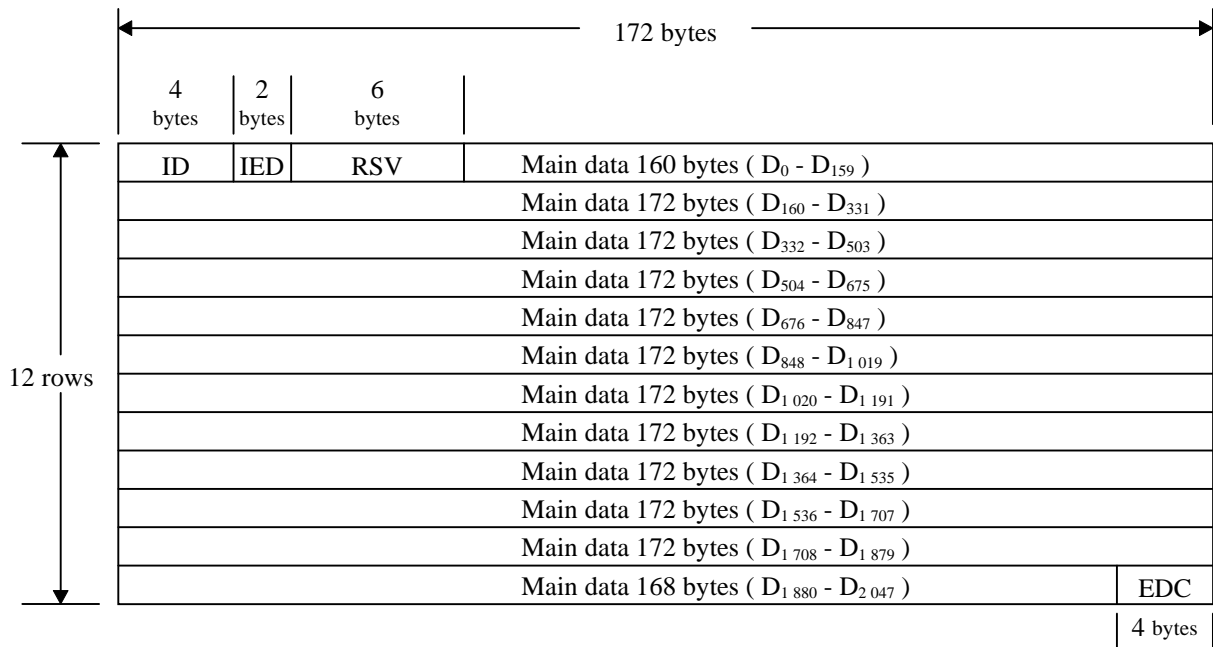 172 bytes
4 2 6
bytes bytes bytes
ID IED RSV Main data 160 bytes ( D₀ - D₁₅₉ )
Main data 172 bytes ( D₁₆₀ - D₃₃₁ )
Main data 172 bytes ( D₃₃₂ - D₅₀₃ )
Main data 172 bytes ( D₅₀₄ - D₆₇₅ )
Main data 172 bytes ( D₆₇₆ - D₈₄₇ )
Main data 172 bytes ( D₈₄₈ - D₁ ₀₁₉ )
12 rows
Main data 172 bytes ( D₁ ₀₂₀ - D₁ ₁₉₁ )
Main data 172 bytes ( D₁ ₁₉₂ - D₁ ₃₆₃ )
Main data 172 bytes ( D₁ ₃₆₄ - D₁ ₅₃₅ )
Main data 172 bytes ( D₁ ₅₃₆ - D₁ ₇₀₇ )
Main data 172 bytes ( D₁ ₇₀₈ - D₁ ₈₇₉ )
Main data 168 bytes ( D₁ ₈₈₀ - D₂ ₀₄₇ ) EDC
4 bytes